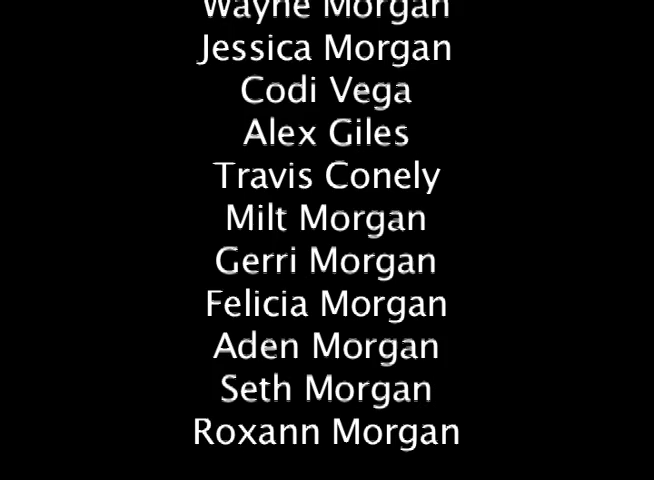 Wayne Morgan
Jessica Morgan
Codi Vega
Alex Giles
Travis Conely
Milt Morgan
Gerri Morgan
Felicia Morgan
Aden Morgan
Seth Morgan
Roxann Morgan